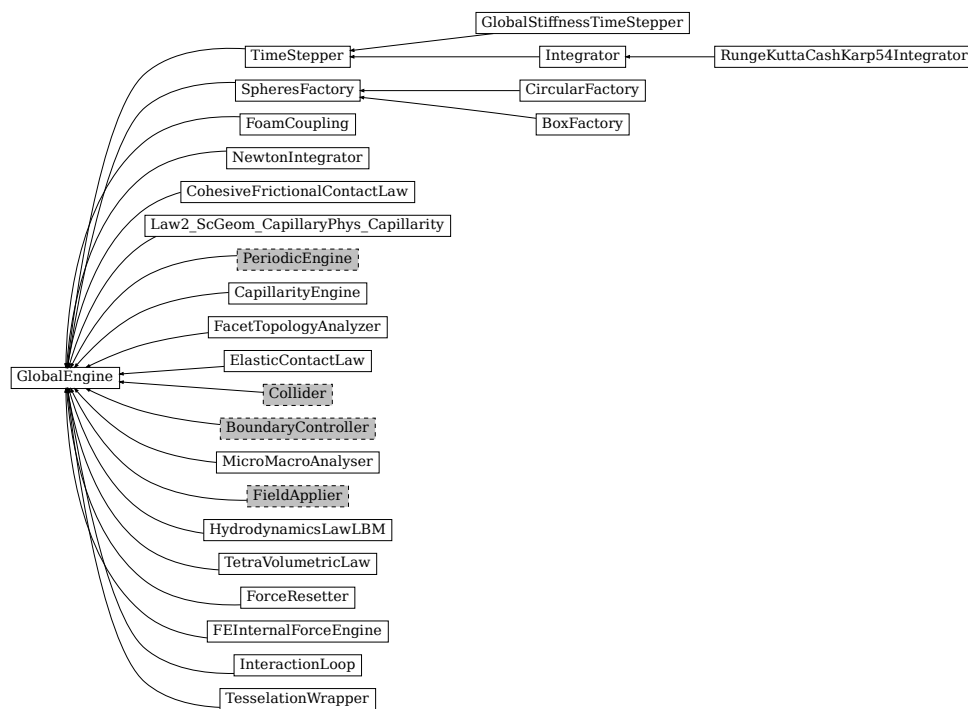 GlobalStiffnessTimeStepper
TimeStepper
Integrator
RungeKuttaCashKarp54Integrator
SpheresFactory
CircularFactory
FoamCoupling
BoxFactory
NewtonIntegrator
CohesiveFrictionalContactLaw
Law2_ScGeom_CapillaryPhys_Capillarity
PeriodicEngine
CapillarityEngine
FacetTopologyAnalyzer
ElasticContactLaw
GlobalEngine
Collider
BoundaryController
MicroMacroAnalyser
FieldApplier
HydrodynamicsLawLBM
TetraVolumetricLaw
ForceResetter
FEInternalForceEngine
InteractionLoop
TesselationWrapper